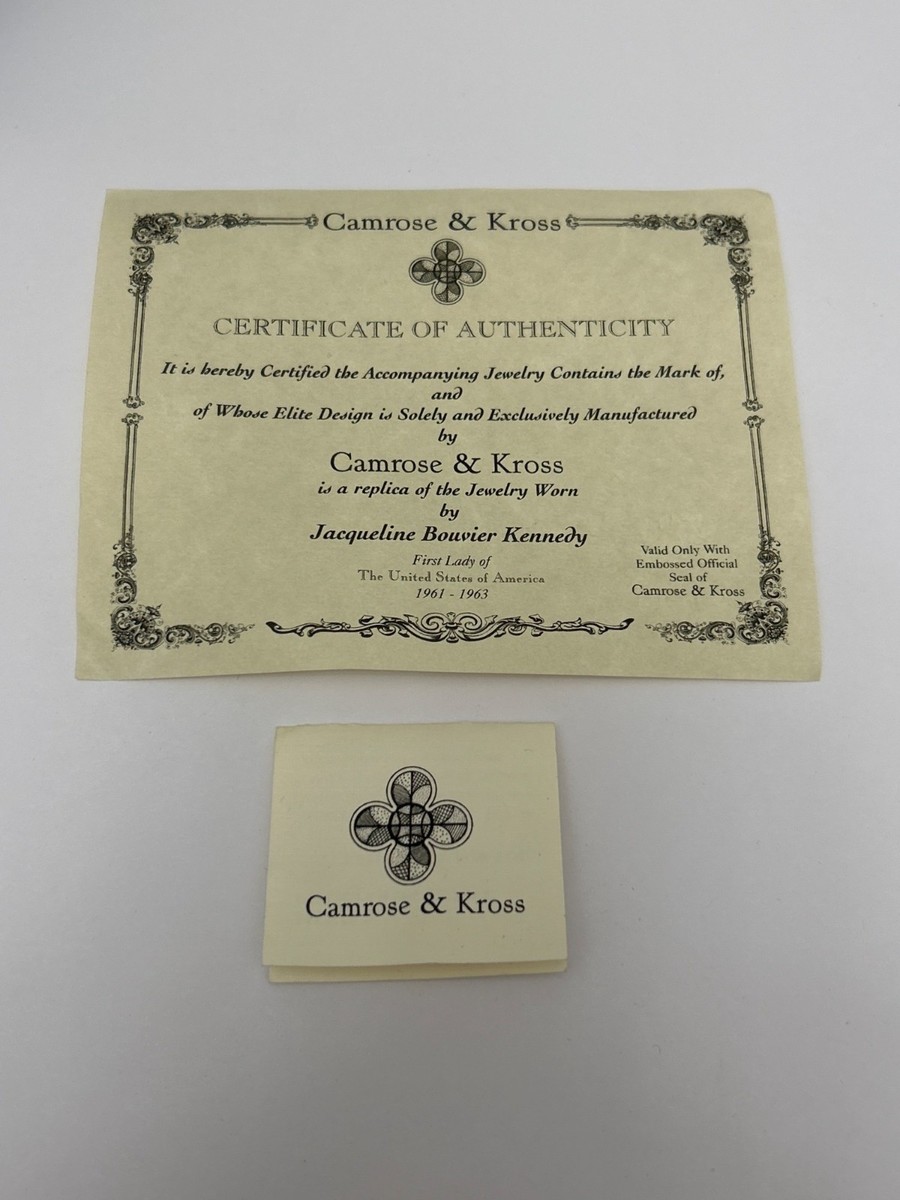 Camrose & Kross
CERTIFICATE OF AUTHENTICITY
It is hereby Certified the Accompanying Jewelry Contains the Mark of,
and
of Whose Elite Design is Solely and Exclusively Manufactured
by
Camrose & Kross
is a replica of the Jewelry Worn
by
Jacqueline Bouvier Kennedy
First Lady of
The United States of America
1961 - 1963
Valid Only With
Embossed Official
Seal of
Camrose & Kross
Camrose & Kross